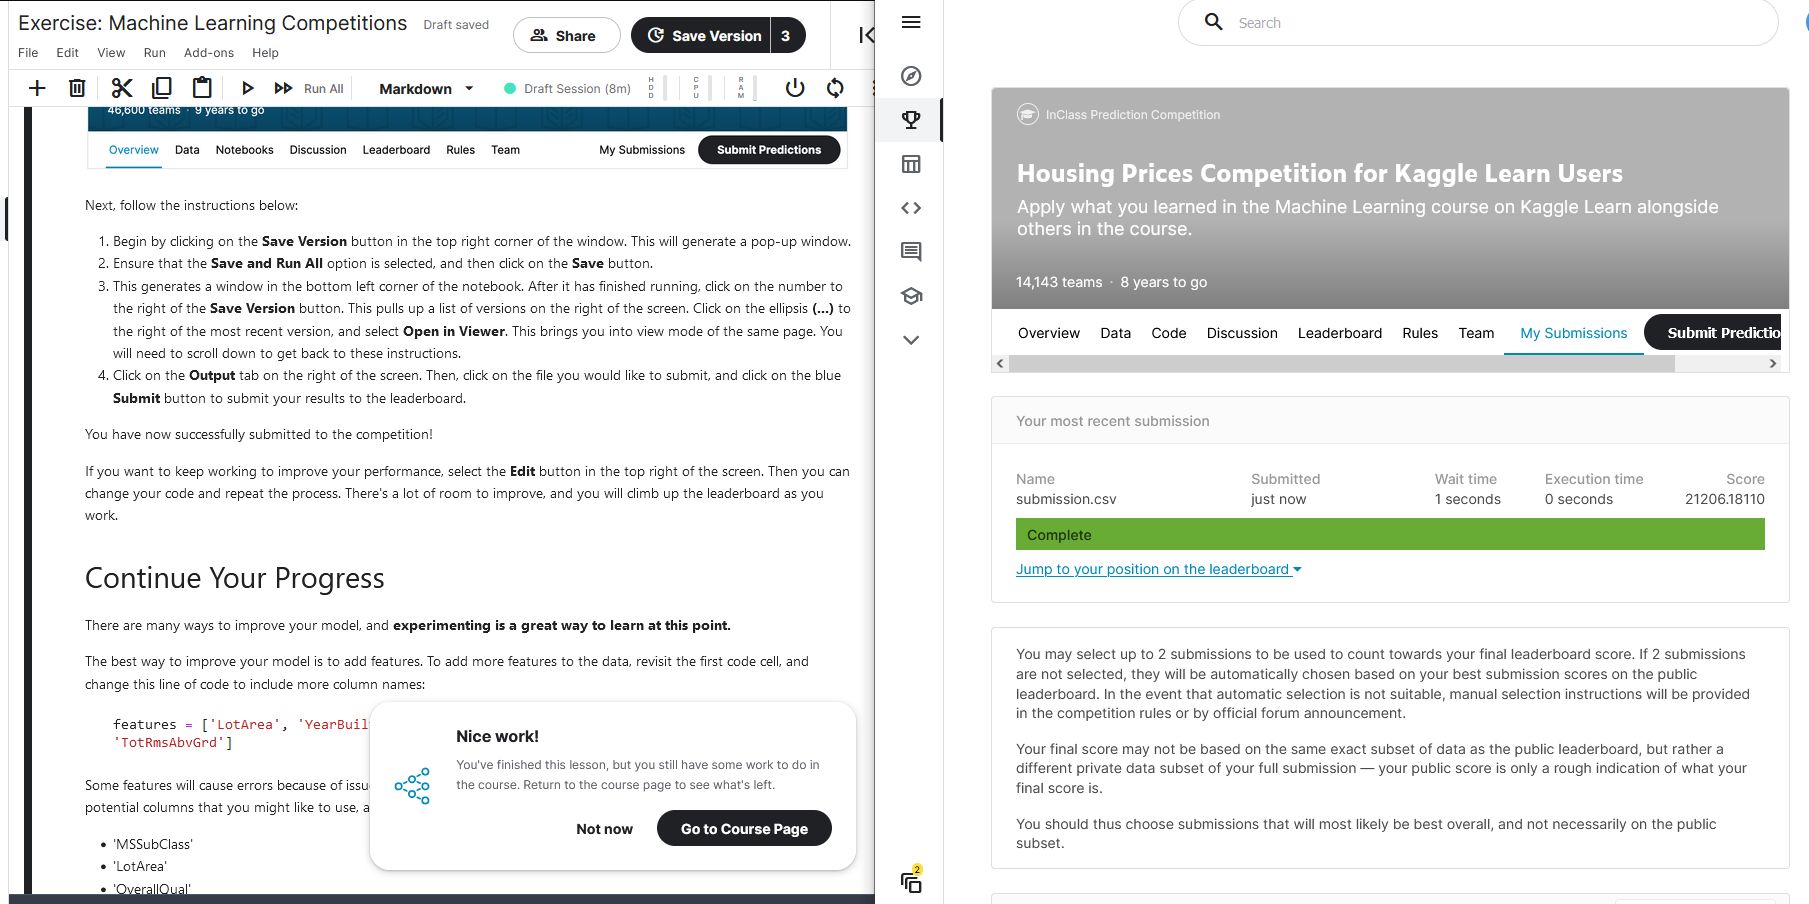 Exercise: Machine Learning Competitions
Draft saved
Share
Save Version
3
File Edit View Run Add-ons Help
Run All
Markdown
Draft Session (8m)
HDD
CPU
RAM
46,600 teams · 9 years to go
Overview Data Notebooks Discussion Leaderboard Rules Team My Submissions Submit Predictions
Next, follow the instructions below:
1. Begin by clicking on the Save Version button in the top right corner of the window. This will generate a pop-up window.
2. Ensure that the Save and Run All option is selected, and then click on the Save button.
3. This generates a window in the bottom left corner of the notebook. After it has finished running, click on the number to
the right of the Save Version button. This pulls up a list of versions on the right of the screen. Click on the ellipsis (...) to
the right of the most recent version, and select Open in Viewer. This brings you into view mode of the same page. You
will need to scroll down to get back to these instructions.
4. Click on the Output tab on the right of the screen. Then, click on the file you would like to submit, and click on the blue
Submit button to submit your results to the leaderboard.
You have now successfully submitted to the competition!
If you want to keep working to improve your performance, select the Edit button in the top right of the screen. Then you can
change your code and repeat the process. There's a lot of room to improve, and you will climb up the leaderboard as you
work.
Continue Your Progress
There are many ways to improve your model, and experimenting is a great way to learn at this point.
The best way to improve your model is to add features. To add more features to the data, revisit the first code cell, and
change this line of code to include more column names:
features = ['LotArea', 'YearBuil
'TotRmsAbvGrd']
Some features will cause errors because of issu
potential columns that you might like to use, a
• 'MSSubClass'
• 'LotArea'
• 'OverallQual'
Nice work!
You've finished this lesson, but you still have some work to do in
the course. Return to the course page to see what's left.
Not now
Go to Course Page
2
Search
InClass Prediction Competition
Housing Prices Competition for Kaggle Learn Users
Apply what you learned in the Machine Learning course on Kaggle Learn alongside
others in the course.
14,143 teams · 8 years to go
Overview Data Code Discussion Leaderboard Rules Team My Submissions Submit Predictio
Your most recent submission
Name Submitted Wait time Execution time Score
submission.csv just now 1 seconds 0 seconds 21206.18110
Complete
Jump to your position on the leaderboard
You may select up to 2 submissions to be used to count towards your final leaderboard score. If 2 submissions
are not selected, they will be automatically chosen based on your best submission scores on the public
leaderboard. In the event that automatic selection is not suitable, manual selection instructions will be provided
in the competition rules or by official forum announcement.
Your final score may not be based on the same exact subset of data as the public leaderboard, but rather a
different private data subset of your full submission — your public score is only a rough indication of what your
final score is.
You should thus choose submissions that will most likely be best overall, and not necessarily on the public
subset.